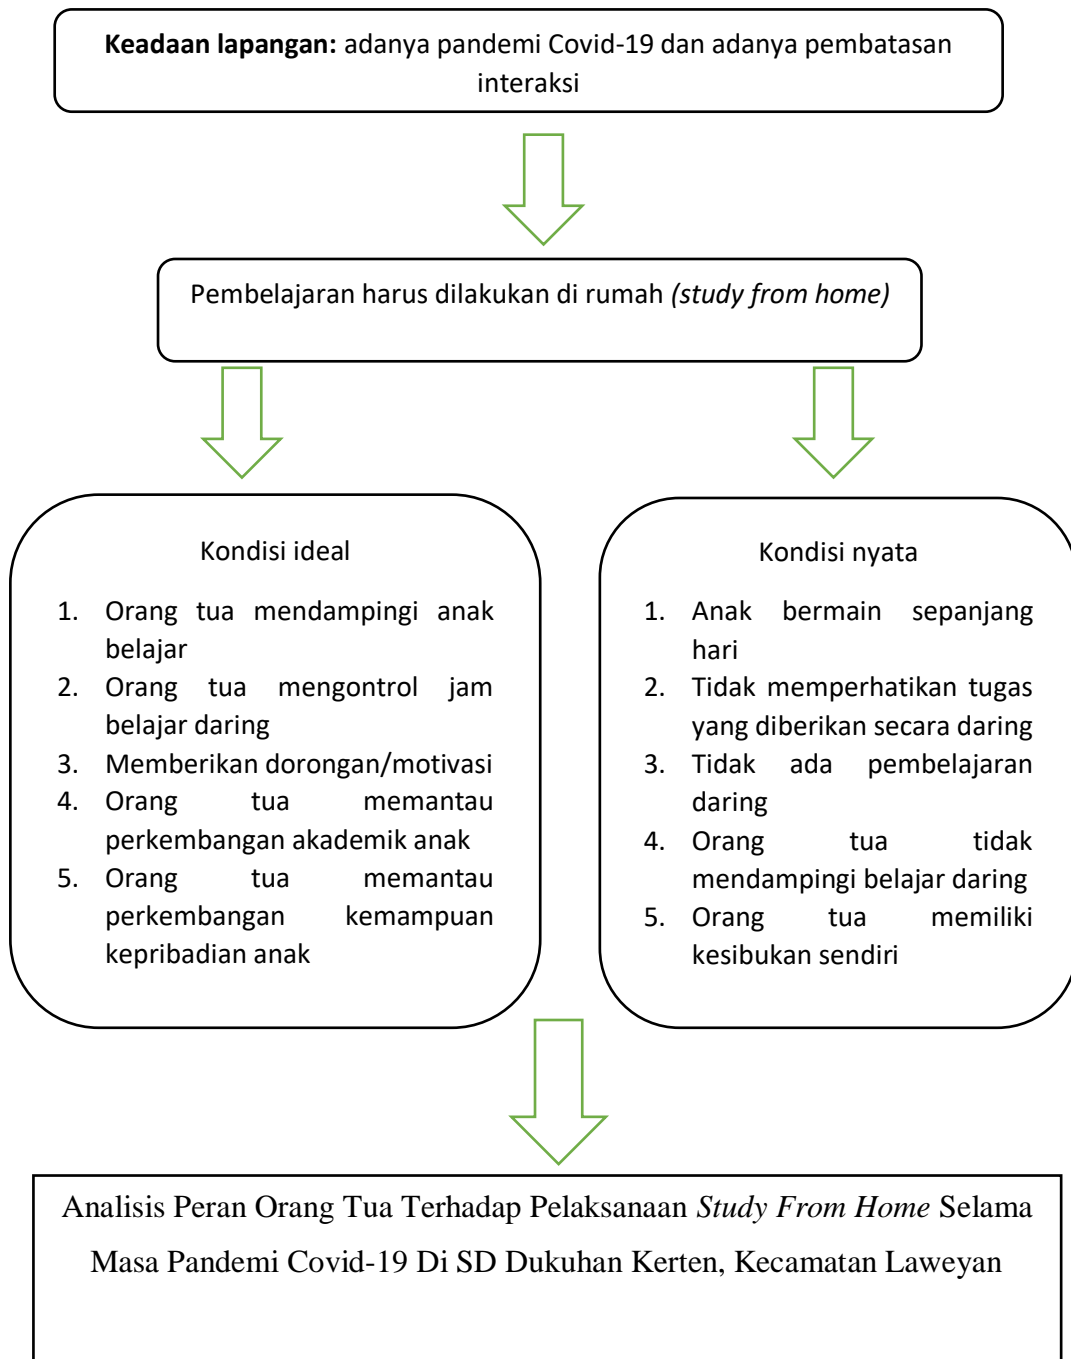 Keadaan lapangan: adanya pandemi Covid-19 dan adanya pembatasan
interaksi
Pembelajaran harus dilakukan di rumah (study from home)
Kondisi ideal
1. Orang tua mendampingi anak
belajar
2. Orang tua mengontrol jam
belajar daring
3. Memberikan dorongan/motivasi
4. Orang tua memantau
perkembangan akademik anak
5. Orang tua memantau
perkembangan kemampuan
kepribadian anak
Kondisi nyata
1. Anak bermain sepanjang
hari
2. Tidak memperhatikan tugas
yang diberikan secara daring
3. Tidak ada pembelajaran
daring
4. Orang tua tidak
mendampingi belajar daring
5. Orang tua memiliki
kesibukan sendiri
Analisis Peran Orang Tua Terhadap Pelaksanaan Study From Home Selama
Masa Pandemi Covid-19 Di SD Dukuhan Kerten, Kecamatan Laweyan